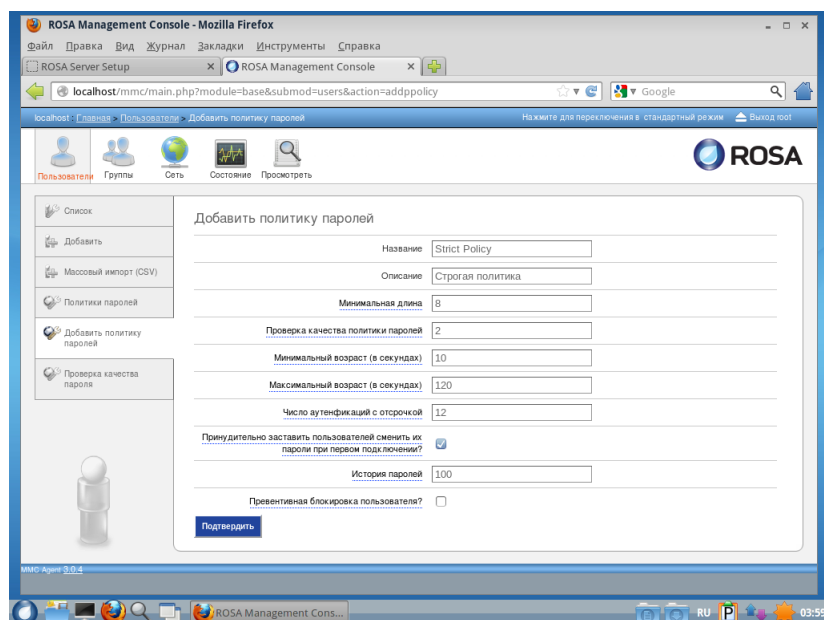 ROSA Management Console - Mozilla Firefox
Файл Правка Вид Журнал Закладки Инструменты Справка
ROSA Server Setup
ROSA Management Console
localhost/mmc/main.php?module=base&submod=users&action=addppolicy
Google
localhost : Главная > Пользователи > Добавить политику паролей
Нажмите для переключения в стандартный режим
Выход root
Пользователи
Группы
Сеть
Состояние
Просмотреть
ROSA
Список
Добавить
Массовый импорт (CSV)
Политики паролей
Добавить политику
паролей
Проверка качества
пароля
Добавить политику паролей
Название Strict Policy
Описание Строгая политика
Минимальная длина 8
Проверка качества политики паролей 2
Минимальный возраст (в секундах) 10
Максимальный возраст (в секундах) 120
Число аутенфикаций с отсрочкой 12
Принудительно заставить пользователей сменить их
пароли при первом подключении?
История паролей 100
Превентивная блокировка пользователя?
Подтвердить
MMC Agent 3.0.4
ROSA Management Cons...
RU
P
03:59